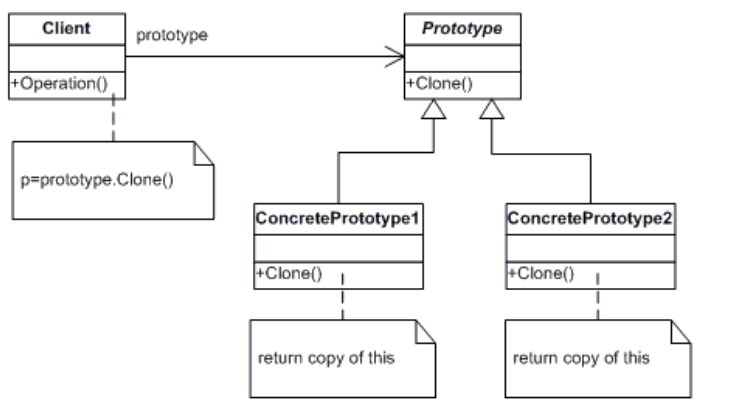 Client
prototype
Prototype
+Operation()
+Clone()
p=prototype.Clone()
ConcretePrototype1
ConcretePrototype2
+Clone()
+Clone()
return copy of this
return copy of this